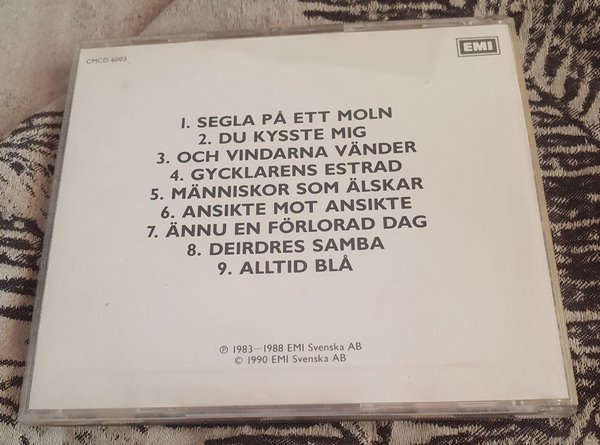 CMCD 6003
EMI
1. SEGLA PÅ ETT MOLN
2. DU KYSSTE MIG
3. OCH VINDARNA VÄNDER
4. GYCKLARENS ESTRAD
5. MÄNNISKOR SOM ÄLSKAR
6. ANSIKTE MOT ANSIKTE
7. ÄNNU EN FÖRLORAD DAG
8. DEIRDRES SAMBA
9. ALLTID BLÅ
℗ 1983—1988 EMI Svenska AB
© 1990 EMI Svenska AB